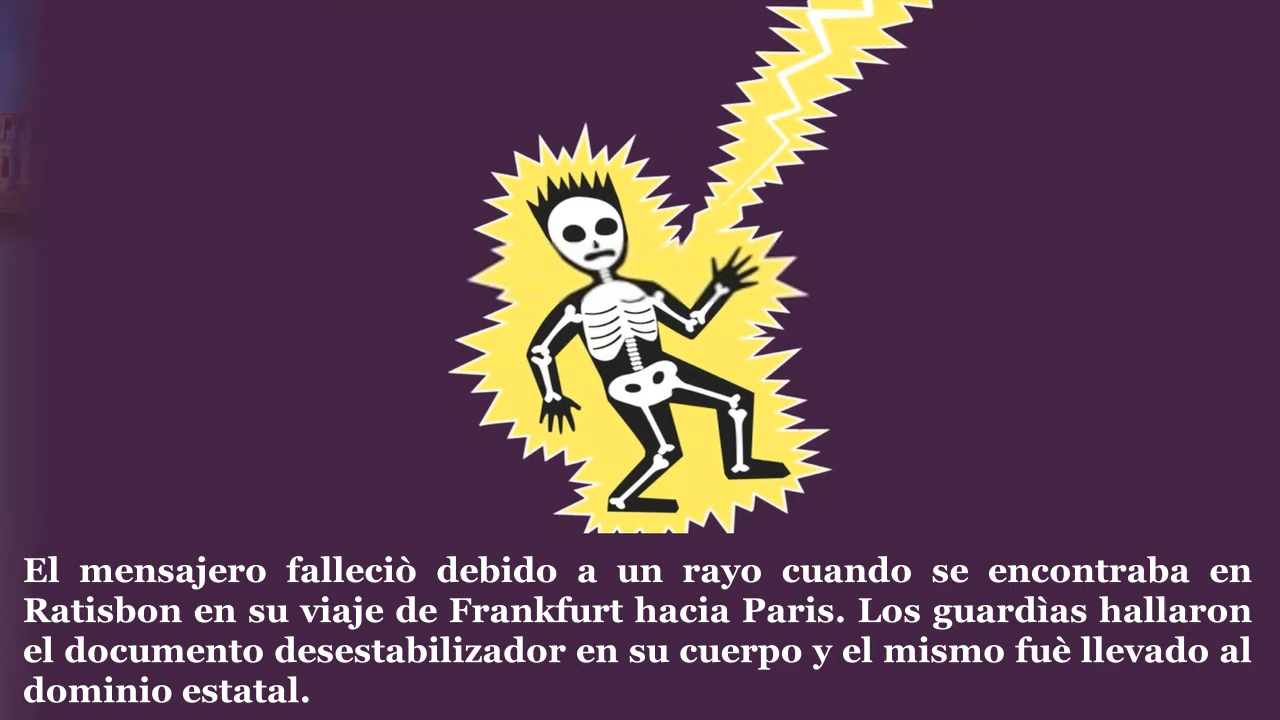 El mensajero falleciò debido a un rayo cuando se encontraba en
Ratisbon en su viaje de Frankfurt hacia Paris. Los guardìas hallaron
el documento desestabilizador en su cuerpo y el mismo fuè llevado al
dominio estatal.